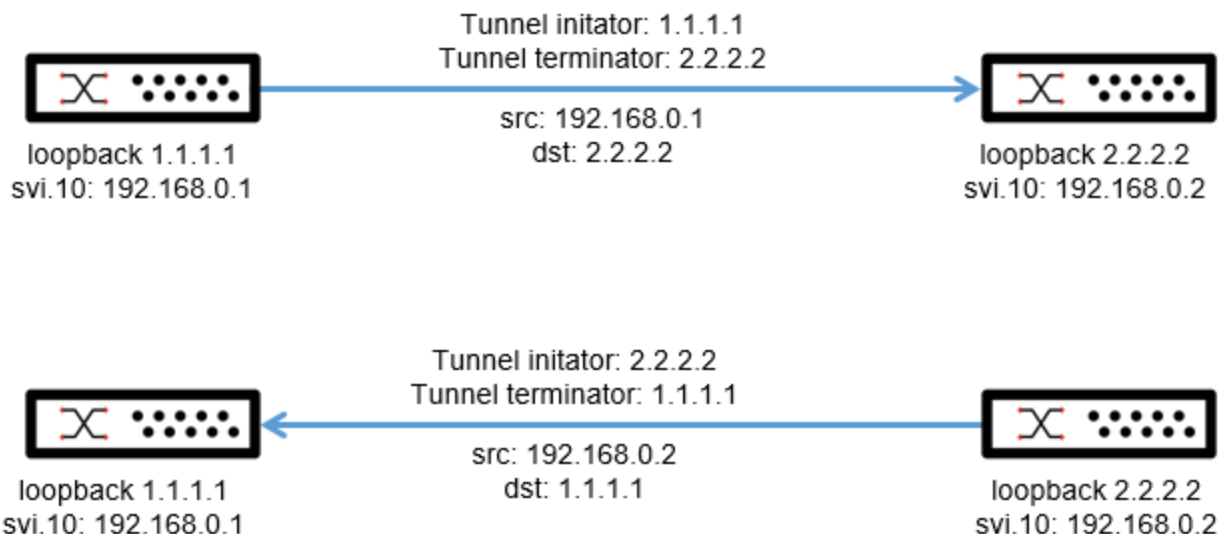 Tunnel initator: 1.1.1.1
Tunnel terminator: 2.2.2.2
src: 192.168.0.1
dst: 2.2.2.2
loopback 1.1.1.1
svi.10: 192.168.0.1
loopback 2.2.2.2
svi.10: 192.168.0.2
Tunnel initator: 2.2.2.2
Tunnel terminator: 1.1.1.1
src: 192.168.0.2
dst: 1.1.1.1
loopback 1.1.1.1
svi.10: 192.168.0.1
loopback 2.2.2.2
svi.10: 192.168.0.2